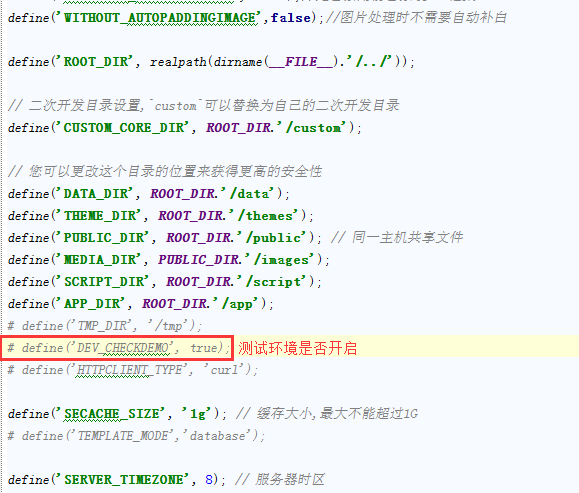 define('WITHOUT_AUTOPADDINGIMAGE',false);//图片处理时不需要自动补白
define('ROOT_DIR', realpath(dirname(__FILE__).'/../'));
// 二次开发目录设置,`custom`可以替换为自己的二次开发目录
define('CUSTOM_CORE_DIR', ROOT_DIR.'/custom');
// 您可以更改这个目录的位置来获得更高的安全性
define('DATA_DIR', ROOT_DIR.'/data');
define('THEME_DIR', ROOT_DIR.'/themes');
define('PUBLIC_DIR', ROOT_DIR.'/public'); // 同一主机共享文件
define('MEDIA_DIR', PUBLIC_DIR.'/images');
define('SCRIPT_DIR', ROOT_DIR.'/script');
define('APP_DIR', ROOT_DIR.'/app');
# define('TMP_DIR', '/tmp');
# define('DEV_CHECKDEMO', true); 测试环境是否开启
# define('HTTPCLIENT_TYPE', 'curl');
define('SECACHE_SIZE', '1g'); // 缓存大小,最大不能超过1G
# define('TEMPLATE_MODE','database');
define('SERVER_TIMEZONE', 8); // 服务器时区